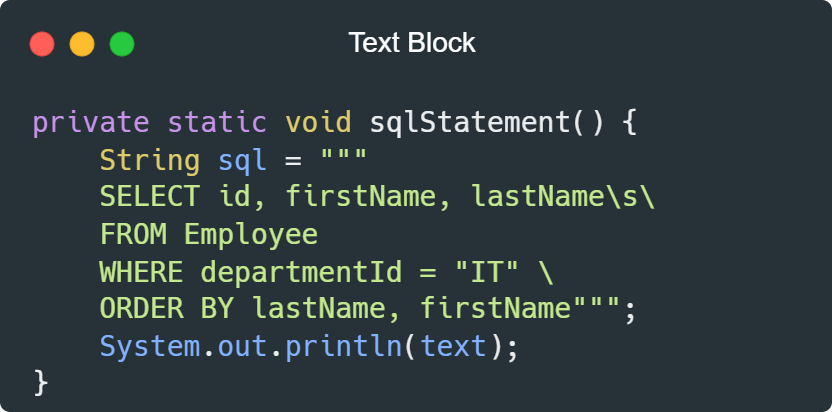 Text Block
private static void sqlStatement() {
    String sql = """
    SELECT id, firstName, lastName\s\
    FROM Employee
    WHERE departmentId = "IT" \
    ORDER BY lastName, firstName""";
    System.out.println(text);
}